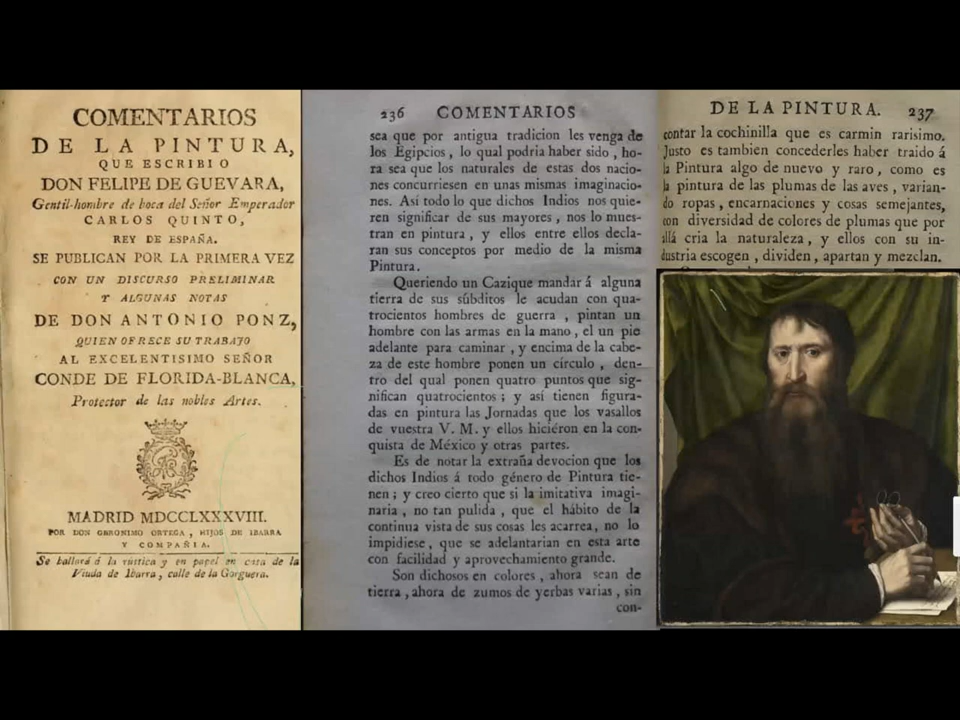 COMENTARIOS
DE LA PINTURA,
QUE ESCRIBIO
DON FELIPE DE GUEVARA,
Gentil-hombre de boca del Señor Emperador
CARLOS QUINTO,
REY DE ESPAÑA.
SE PUBLICAN POR LA PRIMERA VEZ
CON UN DISCURSO PRELIMINAR
Y ALGUNAS NOTAS
DE DON ANTONIO PONZ,
QUIEN OFRECE SU TRABAJO
AL EXCELENTISIMO SEÑOR
CONDE DE FLORIDA-BLANCA,
Protector de las nobles Artes.
MADRID MDCCLXXXVIII.
POR DON GERONIMO ORTEGA, HIJOS DE IBARRA
Y COMPAÑIA.
Se hallará á la rústica y en papel en casa de la
Viuda de Ibarra, calle de la Gorguera.
236 COMENTARIOS
sea que por antigua tradicion les venga de
los Egipcios, lo qual podria haber sido, ho-
ra sea que los naturales de estas dos nacio-
nes concurriesen en unas mismas imaginacio-
nes. Así todo lo que dichos Indios nos quie-
ren significar de sus mayores, nos lo mues-
tran en pintura, y ellos entre ellos decla-
ran sus conceptos por medio de la misma
Pintura.
Queriendo un Cazique mandar á alguna
tierra de sus súbditos le acudan con qua-
trocientos hombres de guerra, pintan un
hombre con las armas en la mano, el un pie
adelante para caminar, y encima de la cabe-
za de este hombre ponen un círculo, den-
tro del qual ponen quatro puntos que sig-
nifican quatrocientos; y así tienen figura-
das en pintura las Jornadas que los vasallos
de vuestra V. M. y ellos hiciéron en la con-
quista de México y otras partes.
Es de notar la extraña devocion que los
dichos Indios á todo género de Pintura tie-
nen; y creo cierto que si la imitativa imagi-
naria, no tan pulida, que el hábito de la
continua vista de sus cosas les acarrea, no lo
impidiese, que se adelantarian en esta arte
con facilidad y aprovechamiento grande.
Son dichosos en colores, ahora sean de
tierra, ahora de zumos de yerbas varias, sin
con-
DE LA PINTURA. 237
contar la cochinilla que es carmin rarisimo.
Justo es tambien concederles haber traido á
la Pintura algo de nuevo y raro, como es
la pintura de las plumas de las aves, varian-
do ropas, encarnaciones y cosas semejantes,
con diversidad de colores de plumas que por
allá cria la naturaleza, y ellos con su in-
dustria escogen, dividen, apartan y mezclan.